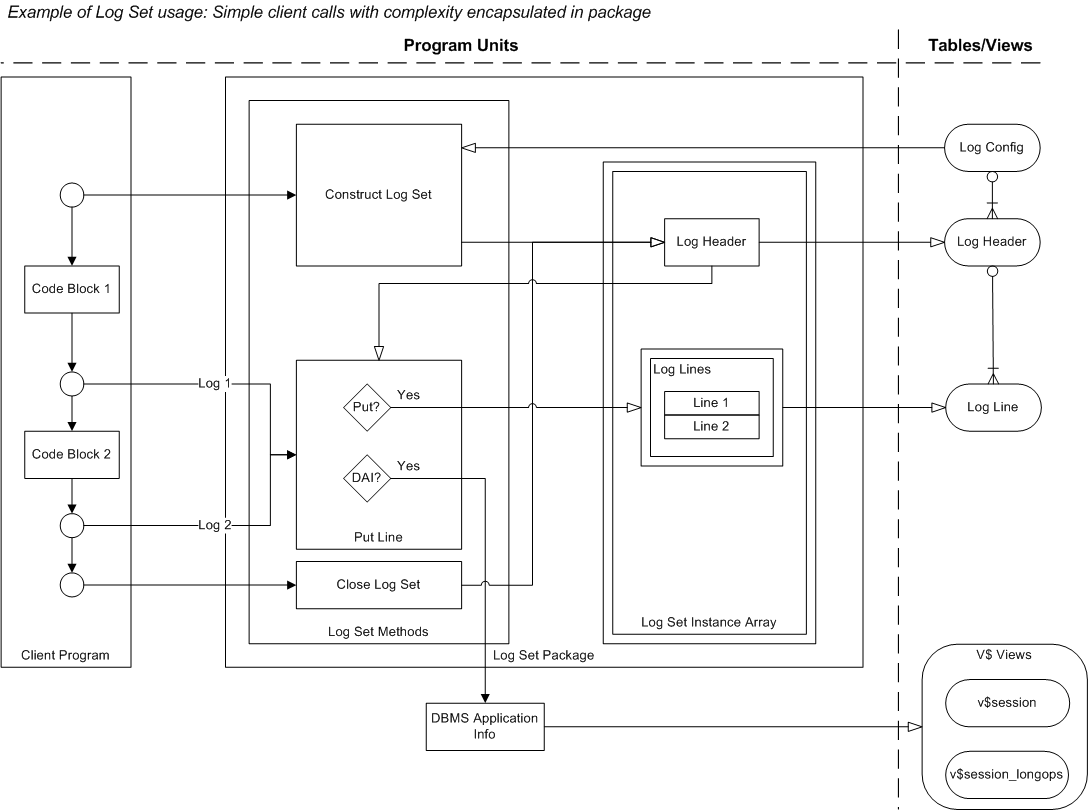 Example of Log Set usage: Simple client calls with complexity encapsulated in package
Program Units
Tables/Views
Construct Log Set
Log Config
Log Header
Log Header
Code Block 1
Log 1
Put?
Yes
Log Lines
Line 1
Line 2
Log Line
Code Block 2
DAI?
Yes
Log 2
Put Line
Close Log Set
Log Set Methods
Log Set Instance Array
Client Program
Log Set Package
V$ Views
v$session
DBMS Application
Info
v$session_longops